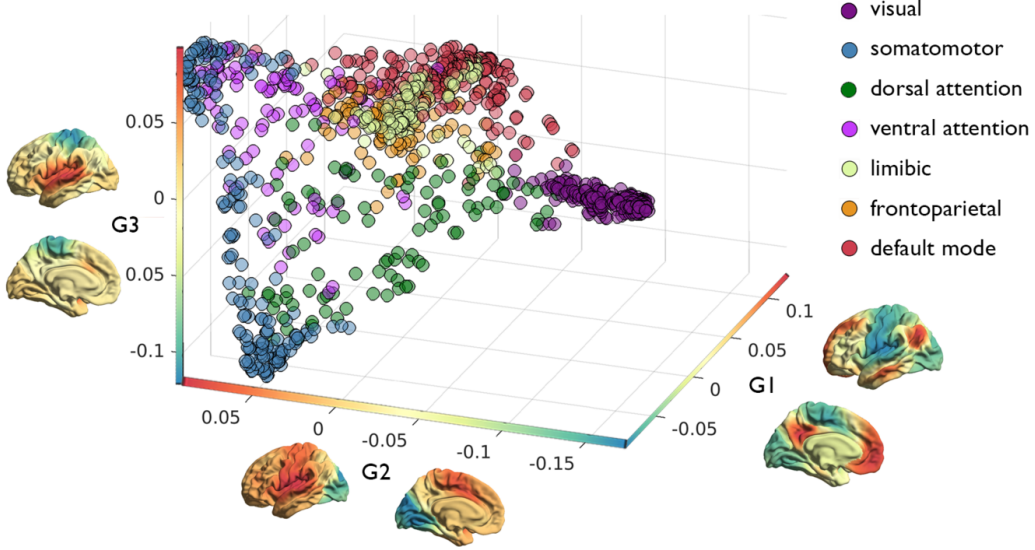 visual
somatomotor
dorsal attention
ventral attention
limibic
frontoparietal
default mode
0.05
0
G3
0.05
-0.1
0.05
0
-0.05
-0.1
-0.15
G2
0.1
0.05
0
-0.05
G1